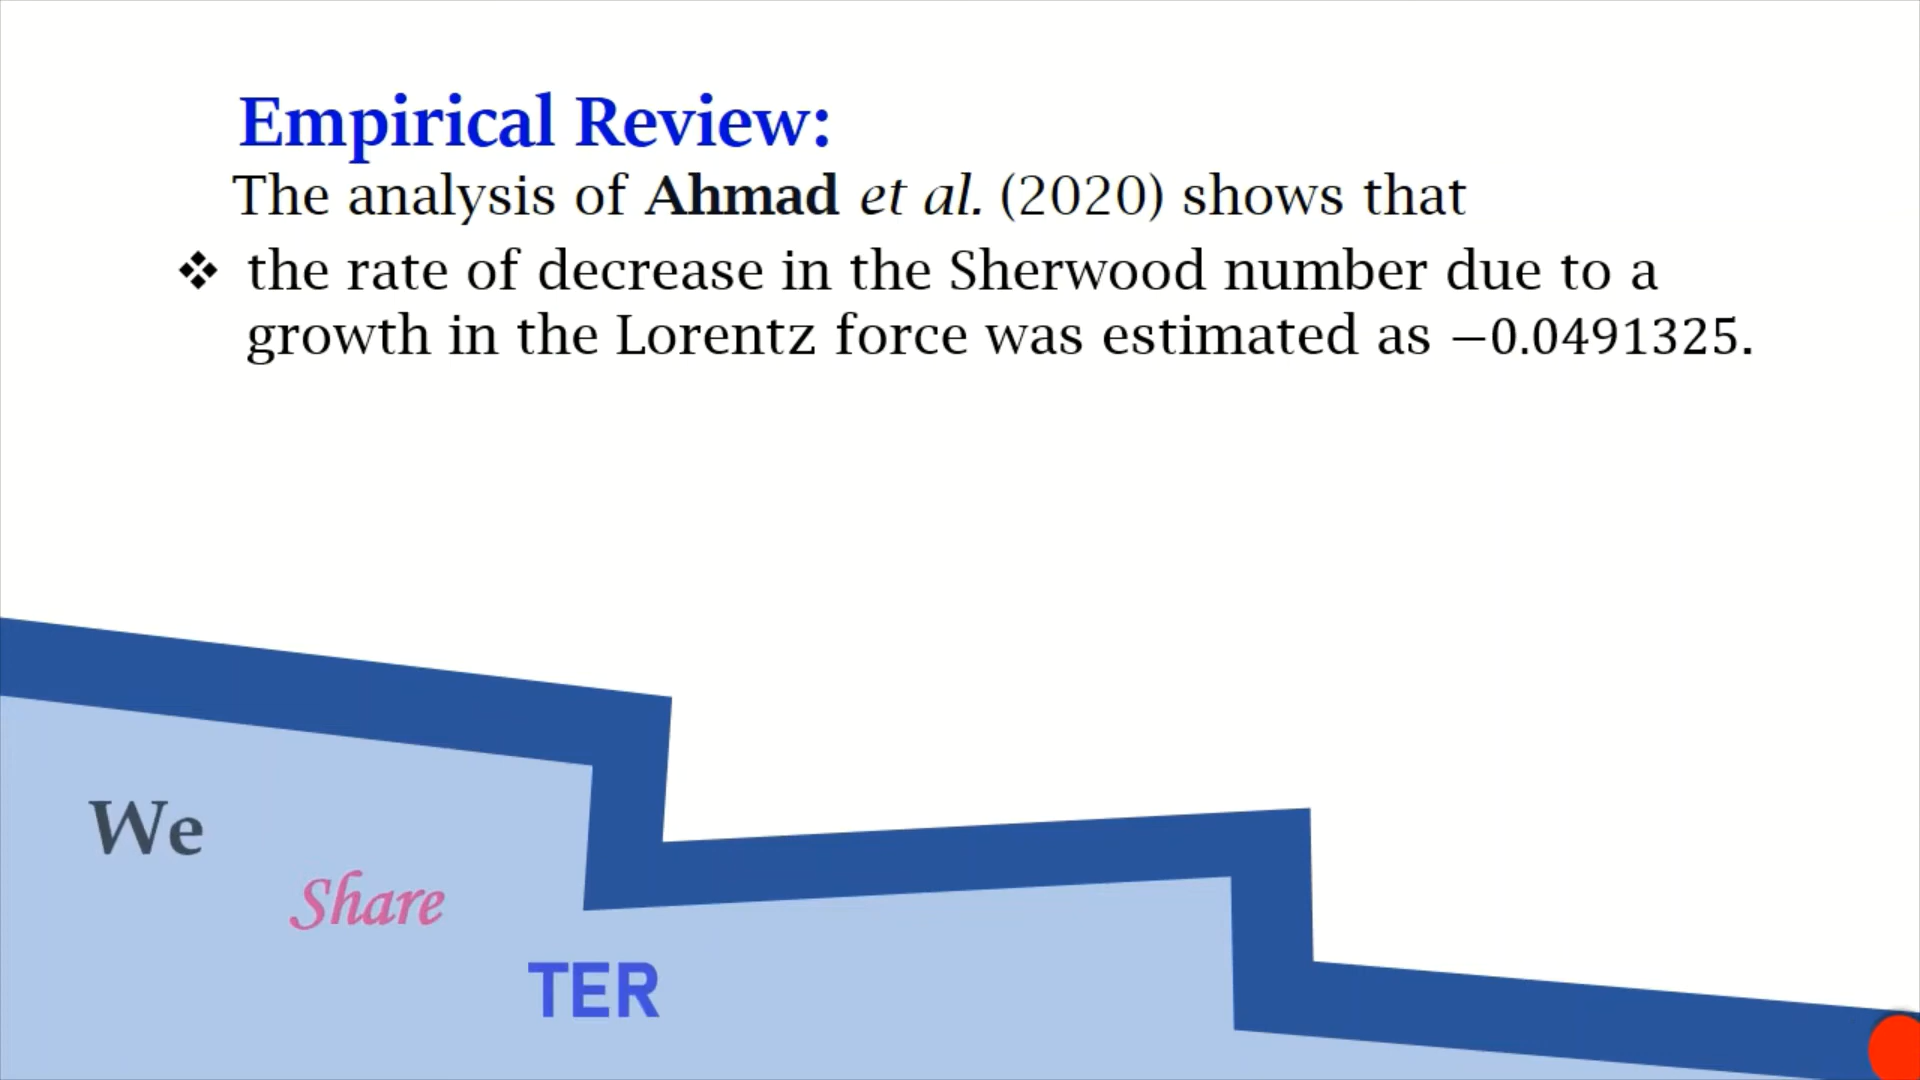 Empirical Review:
The analysis of Ahmad et al. (2020) shows that
❖ the rate of decrease in the Sherwood number due to a
growth in the Lorentz force was estimated as −0.0491325.
We
Share
TER